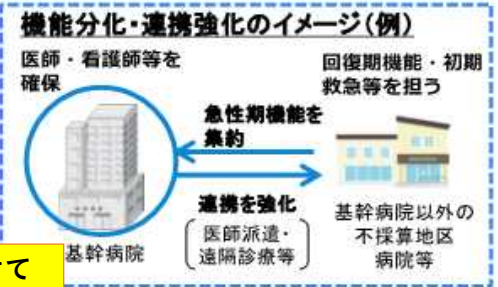 機能分化・連携強化のイメージ(例)
医師・看護師等を
確保
回復期機能・初期
救急等を担う
急性期機能を
集約
連携を強化
医師派遣・
遠隔診療等
基幹病院
基幹病院以外の
不採算地区
病院等
て